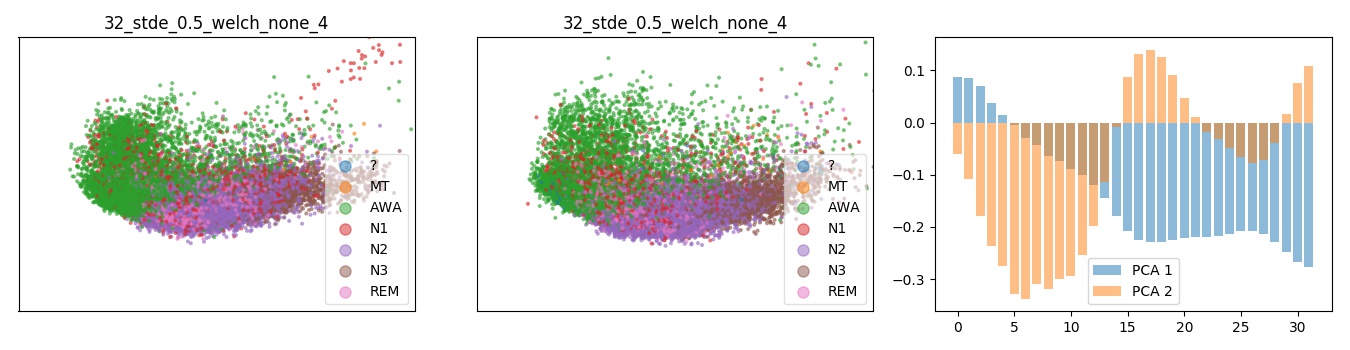 32_stde_0.5_welch_none_4
?
MT
AWA
N1
N2
N3
REM
32_stde_0.5_welch_none_4
?
MT
AWA
N1
N2
N3
REM
0.1
0.0
−0.1
−0.2
−0.3
PCA 1
PCA 2
0 5 10 15 20 25 30